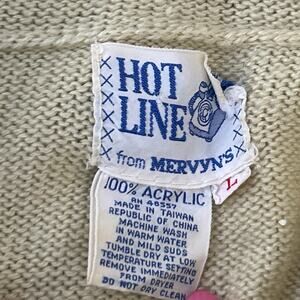 HOT
LINE
from MERVYN'S
L
100% ACRYLIC
RN 48557
MADE IN TAIWAN
REPUBLIC OF CHINA
MACHINE WASH
IN WARM WATER
AND MILD SUDS
TUMBLE DRY AT LOW
TEMPERATURE SETTING
REMOVE IMMEDIATELY
FROM DRYER
DO NOT DRY CLEAN